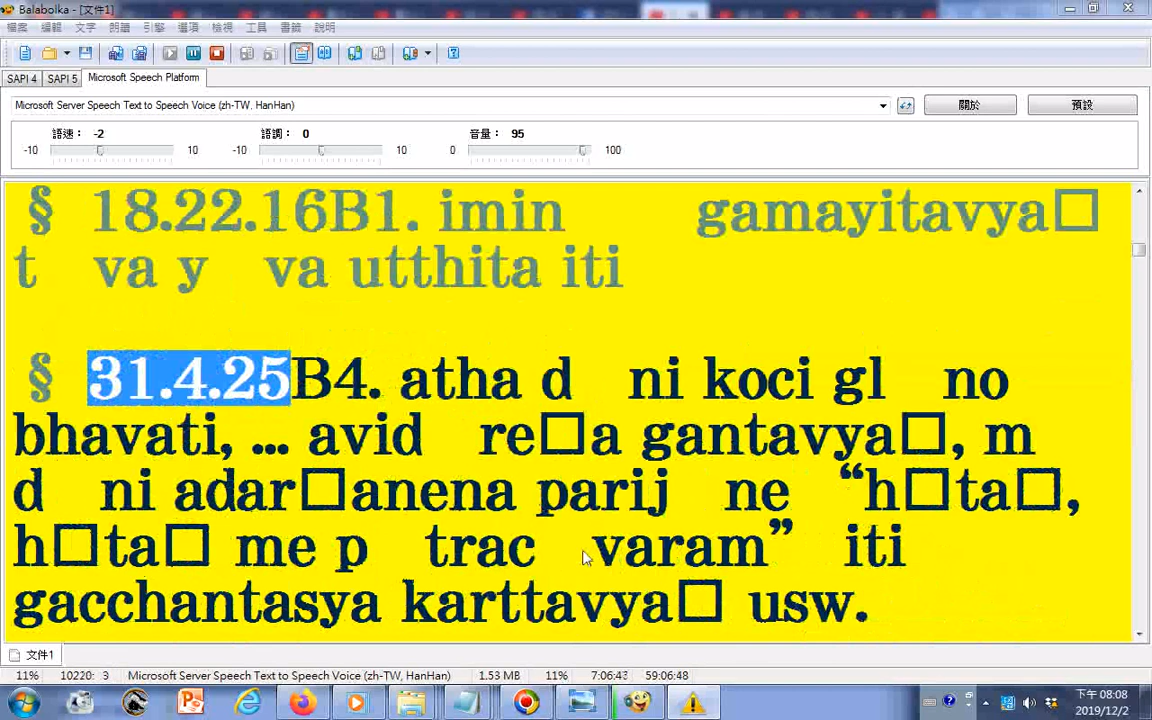 Balabolka - [文件1]
檔案 編輯 文字 朗讀 引擎 選項 檢視 工具 書籤 說明
SAPI 4 SAPI 5 Microsoft Speech Platform
Microsoft Server Speech Text to Speech Voice (zh-TW, HanHan) 關於 預設
語速： -2 語調： 0 音量： 95
-10 10 -10 10 0 100
§ 18.22.16B1. imin gamayitavya□
t va y va utthita iti
§ 31.4.25B4. atha d ni koci gl no
bhavati, ... avid re□a gantavya□, m
d ni adar□anena parij ne “h□ta□,
h□ta□ me p trac varam” iti
gacchantasya karttavya□ usw.
文件1
11% 10220: 3 Microsoft Server Speech Text to Speech Voice (zh-TW, HanHan) 1.53 MB 11% 7:06:43 59:06:48
下午 08:08
2019/12/2